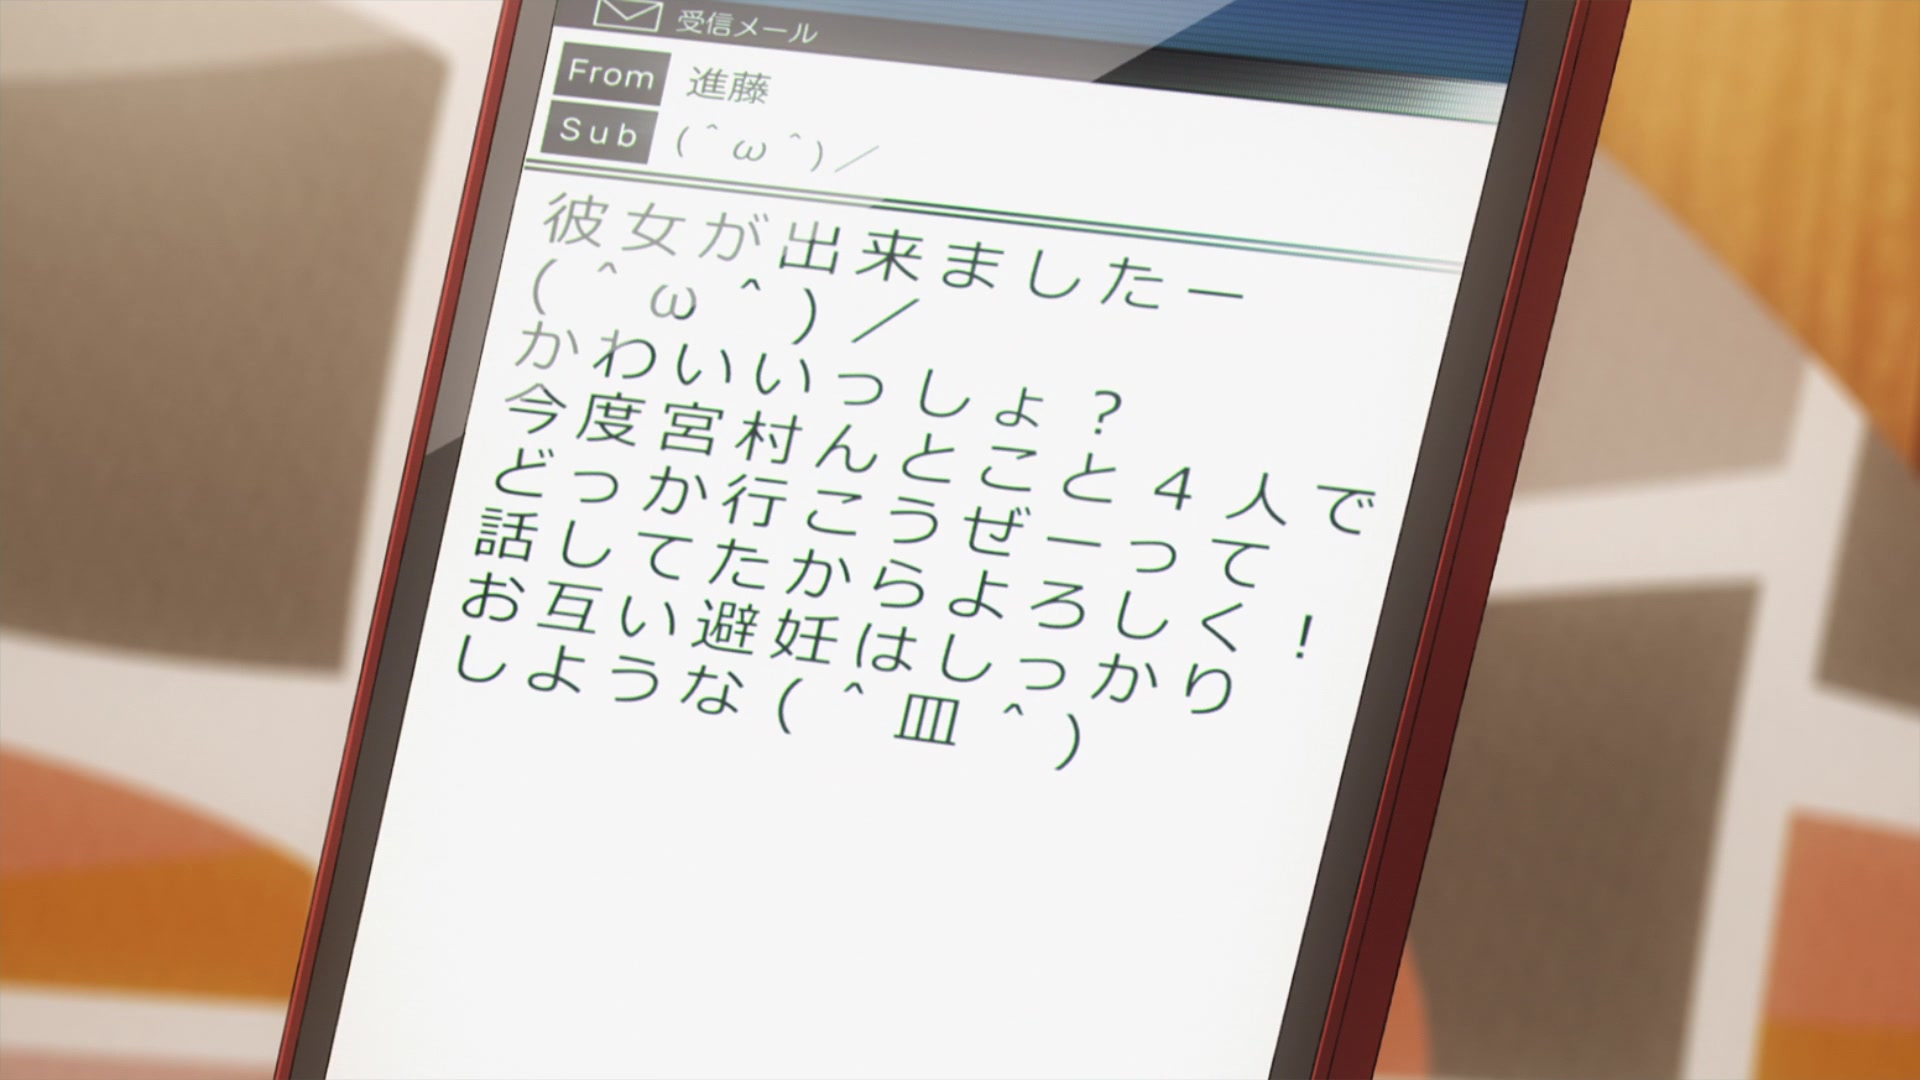 受信メール
From 進藤
Sub (＾ω＾)／
彼女が出来ましたー
(＾ω＾)／
かわいいっしょ？
今度宮村んとこと４人で
どっか行こうぜーって
話してたからよろしく！
お互い避妊はしっかり
しような(＾皿＾)